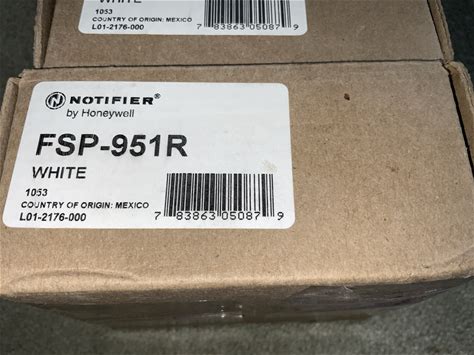 WHITE
1053
COUNTRY OF ORIGIN: MEXICO
L01-2176-000
7 83863 05087 9
NOTIFIER®
by Honeywell
FSP-951R
WHITE
1053
COUNTRY OF ORIGIN: MEXICO
L01-2176-000
7 83863 05087 9